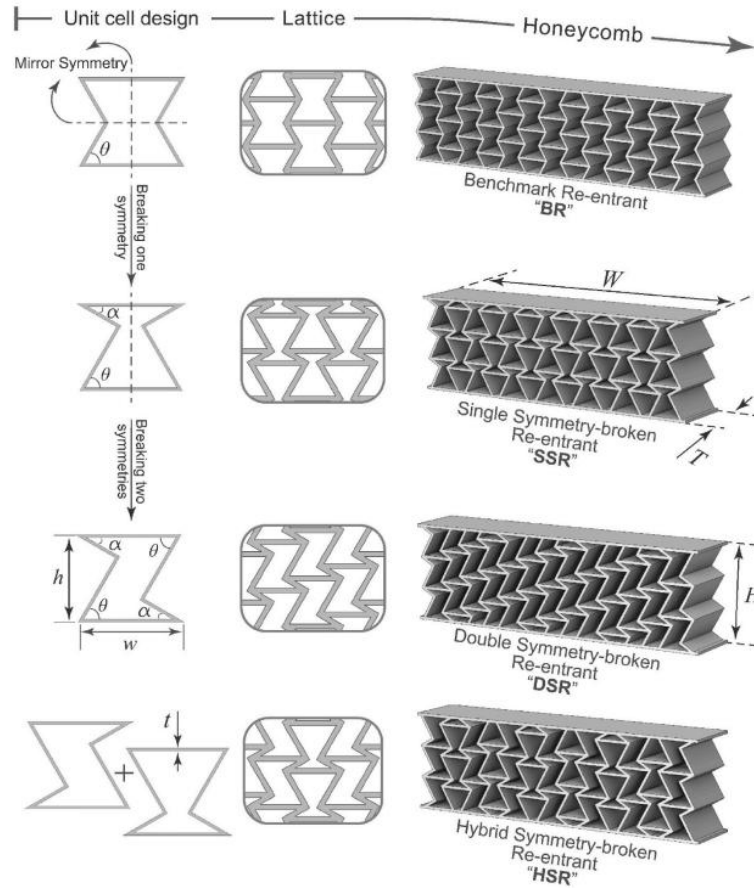 Unit cell design
Lattice
Honeycomb
Mirror Symmetry
θ
Benchmark Re-entrant
"BR"
Breaking one
symmetry
α
θ
W
Single Symmetry-broken
Re-entrant
"SSR"
T
Breaking two
symmetries
α
θ
h
θ
α
w
H
Double Symmetry-broken
Re-entrant
"DSR"
t
+
Hybrid Symmetry-broken
Re-entrant
"HSR"